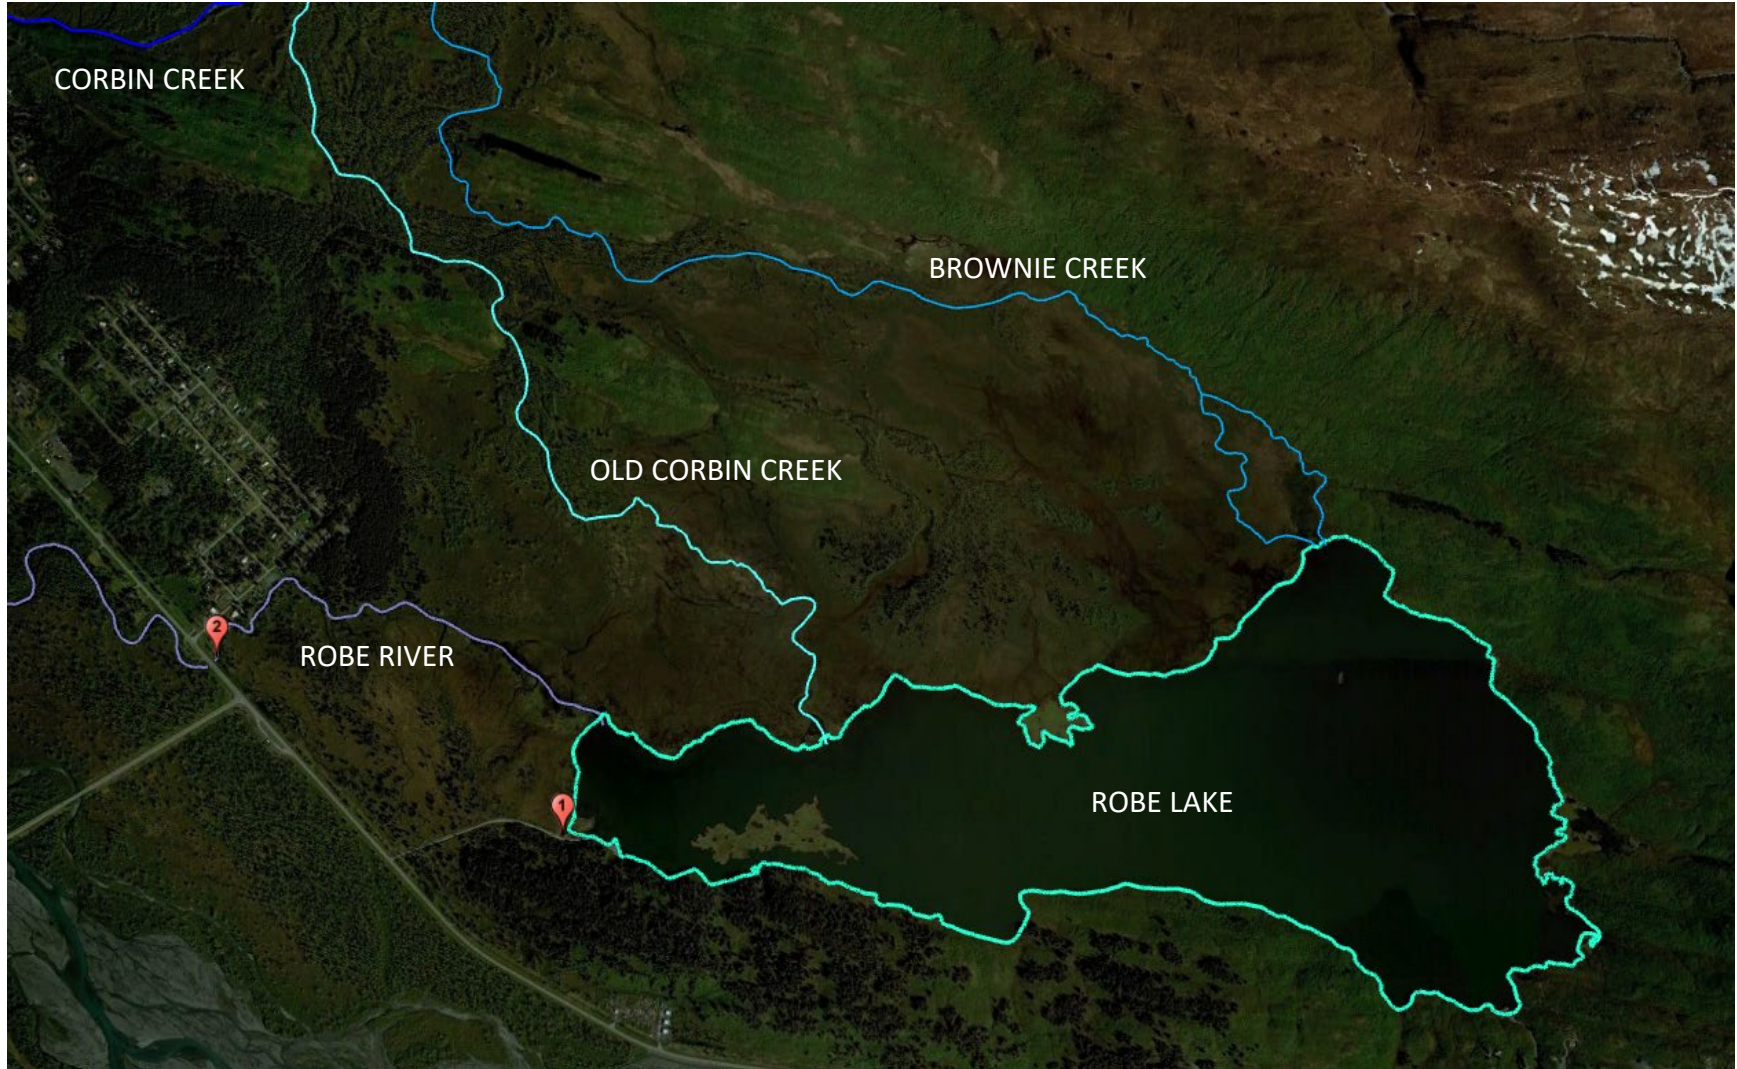 CORBIN CREEK
BROWNIE CREEK
OLD CORBIN CREEK
2
ROBE RIVER
1
ROBE LAKE